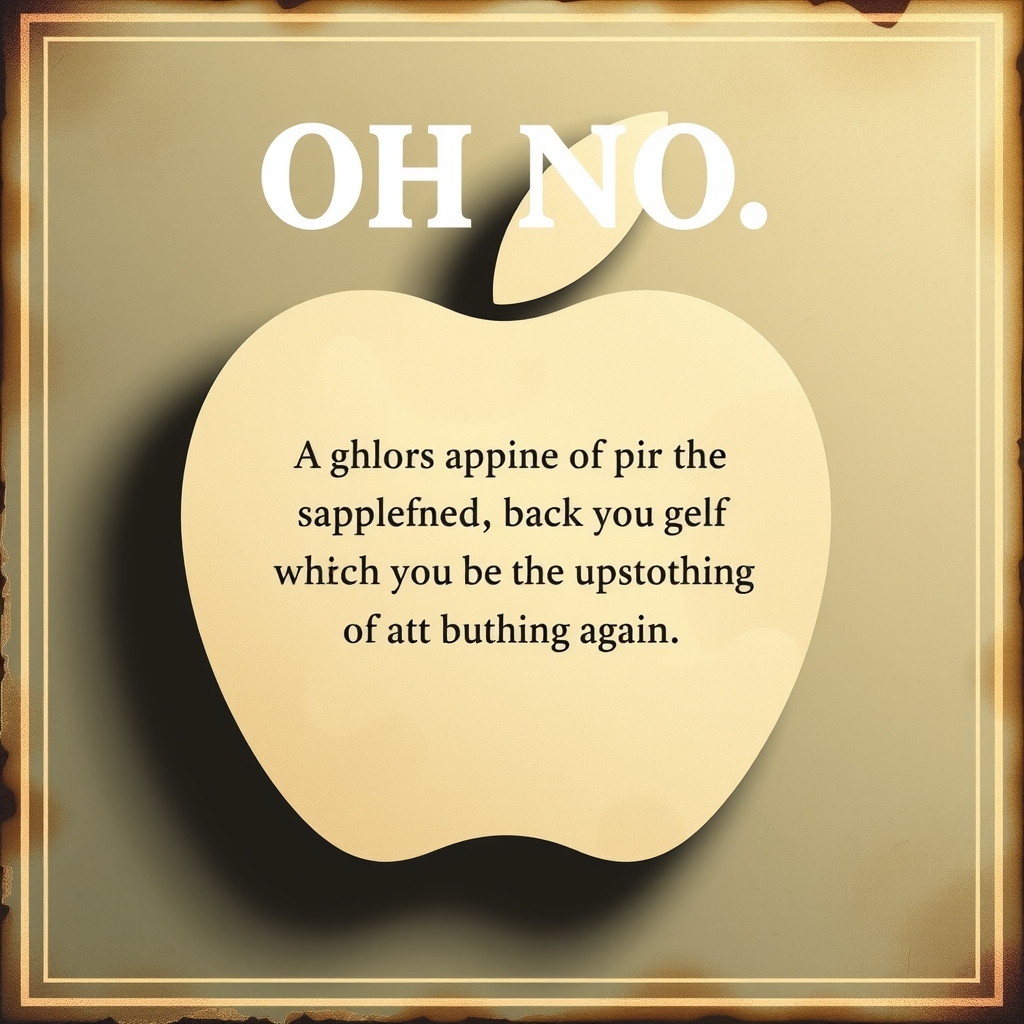 OH NO.
A ghlors appine of pir the
sapplefned, back you gelf
which you be the upstothing
of att buthing again.